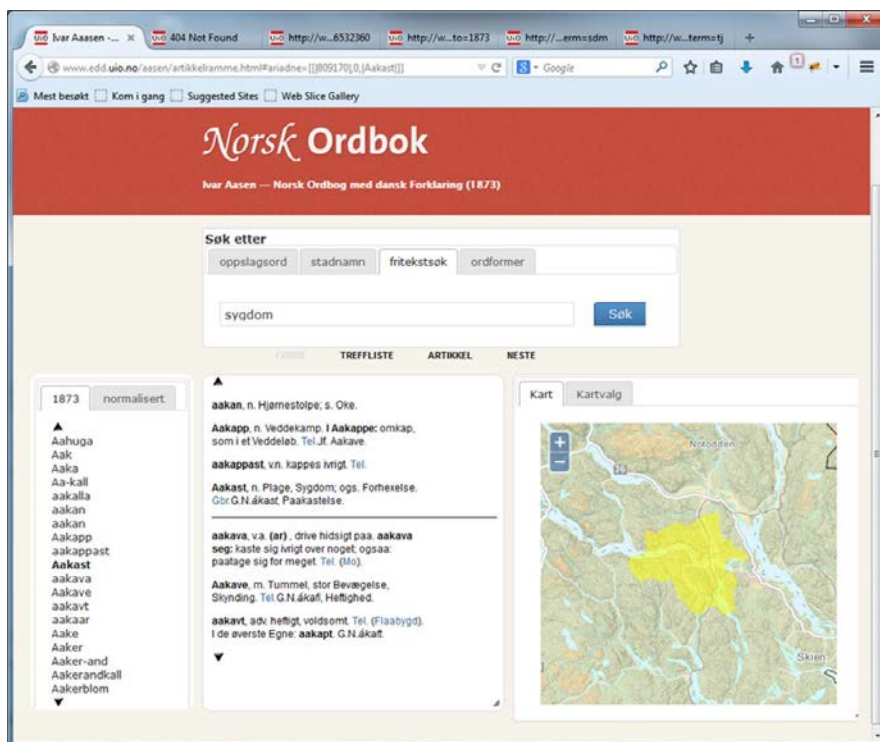 Ivar Aaasen -...
404 Not Found
http://w...6532360
http://w...to=1873
http://...erm=sdm
http://w...term=tj
www.edd.uio.no/aasen/artikkelramme.html#ariadne=[[|809170|,0,|Aakast|]]
Google
1
Mest besøkt
Kom i gang
Suggested Sites
Web Slice Gallery
Norsk Ordbok
Ivar Aasen — Norsk Ordbog med dansk Forklaring (1873)
Søk etter
oppslagsord
stadnamn
fritekstsøk
ordformer
sygdom
Søk
TREFFLISTE
ARTIKKEL
NESTE
1873
normalisert
Aahuga
Aak
Aaka
Aa-kall
aakalla
aakan
aakan
Aakapp
aakappast
Aakast
aakava
Aakave
aakavt
aakaar
Aake
Aaker
Aaker-and
Aakerandkall
Aakerblom
aakan, n. Hjørnestolpe; s. Oke.
Aakapp, n. Veddekamp. I Aakappe: omkap,
som i et Veddeløb. Tel.Jf. Aakave.
aakappast, v.n. kappes ivrigt. Tel.
Aakast, n. Plage, Sygdom; ogs. Forhexelse.
Gbr.G.N.ákast, Paakastelse.
aakava, v.a. (ar) , drive hidsigt paa. aakava
seg: kaste sig ivrigt over noget; ogsaa:
paatage sig for meget. Tel. (Mo).
Aakave, m. Tummel, stor Bevægelse,
Skynding. Tel.G.N.ákafi, Heftighed.
aakavt, adv. heftigt, voldsomt. Tel. (Flaabygd).
I de øverste Egne: aakapt. G.N.ákaft.
Kart
Kartvalg
+
−
Notodden
Skien